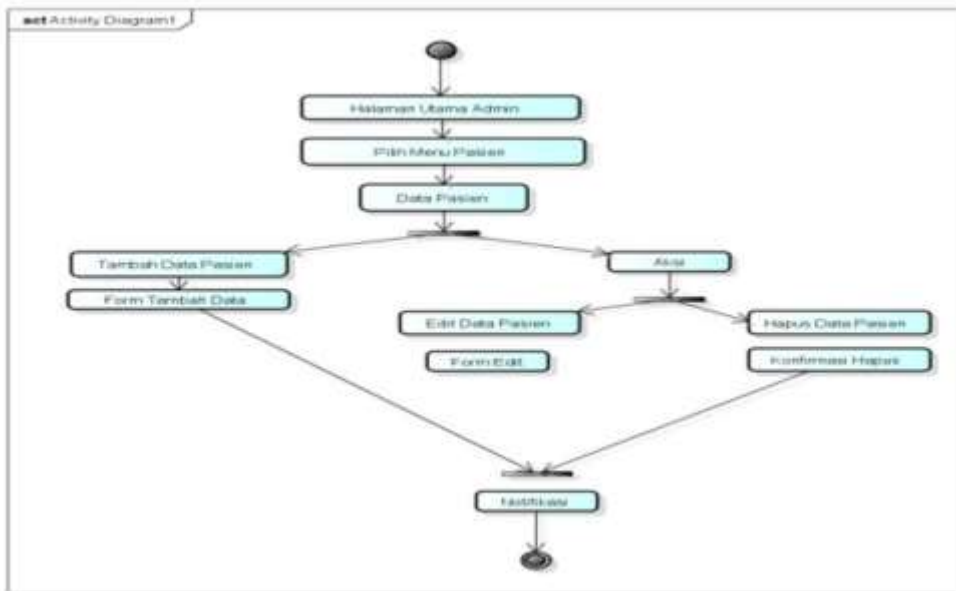 act Activity Diagram1
Halaman Utama Admin
Pilih Menu Pasien
Data Pasien
Tambah Data Pasien
Aksi
Form Tambah Data
Edit Data Pasien
Hapus Data Pasien
Form Edit
Konfirmasi Hapus
Notifikasi